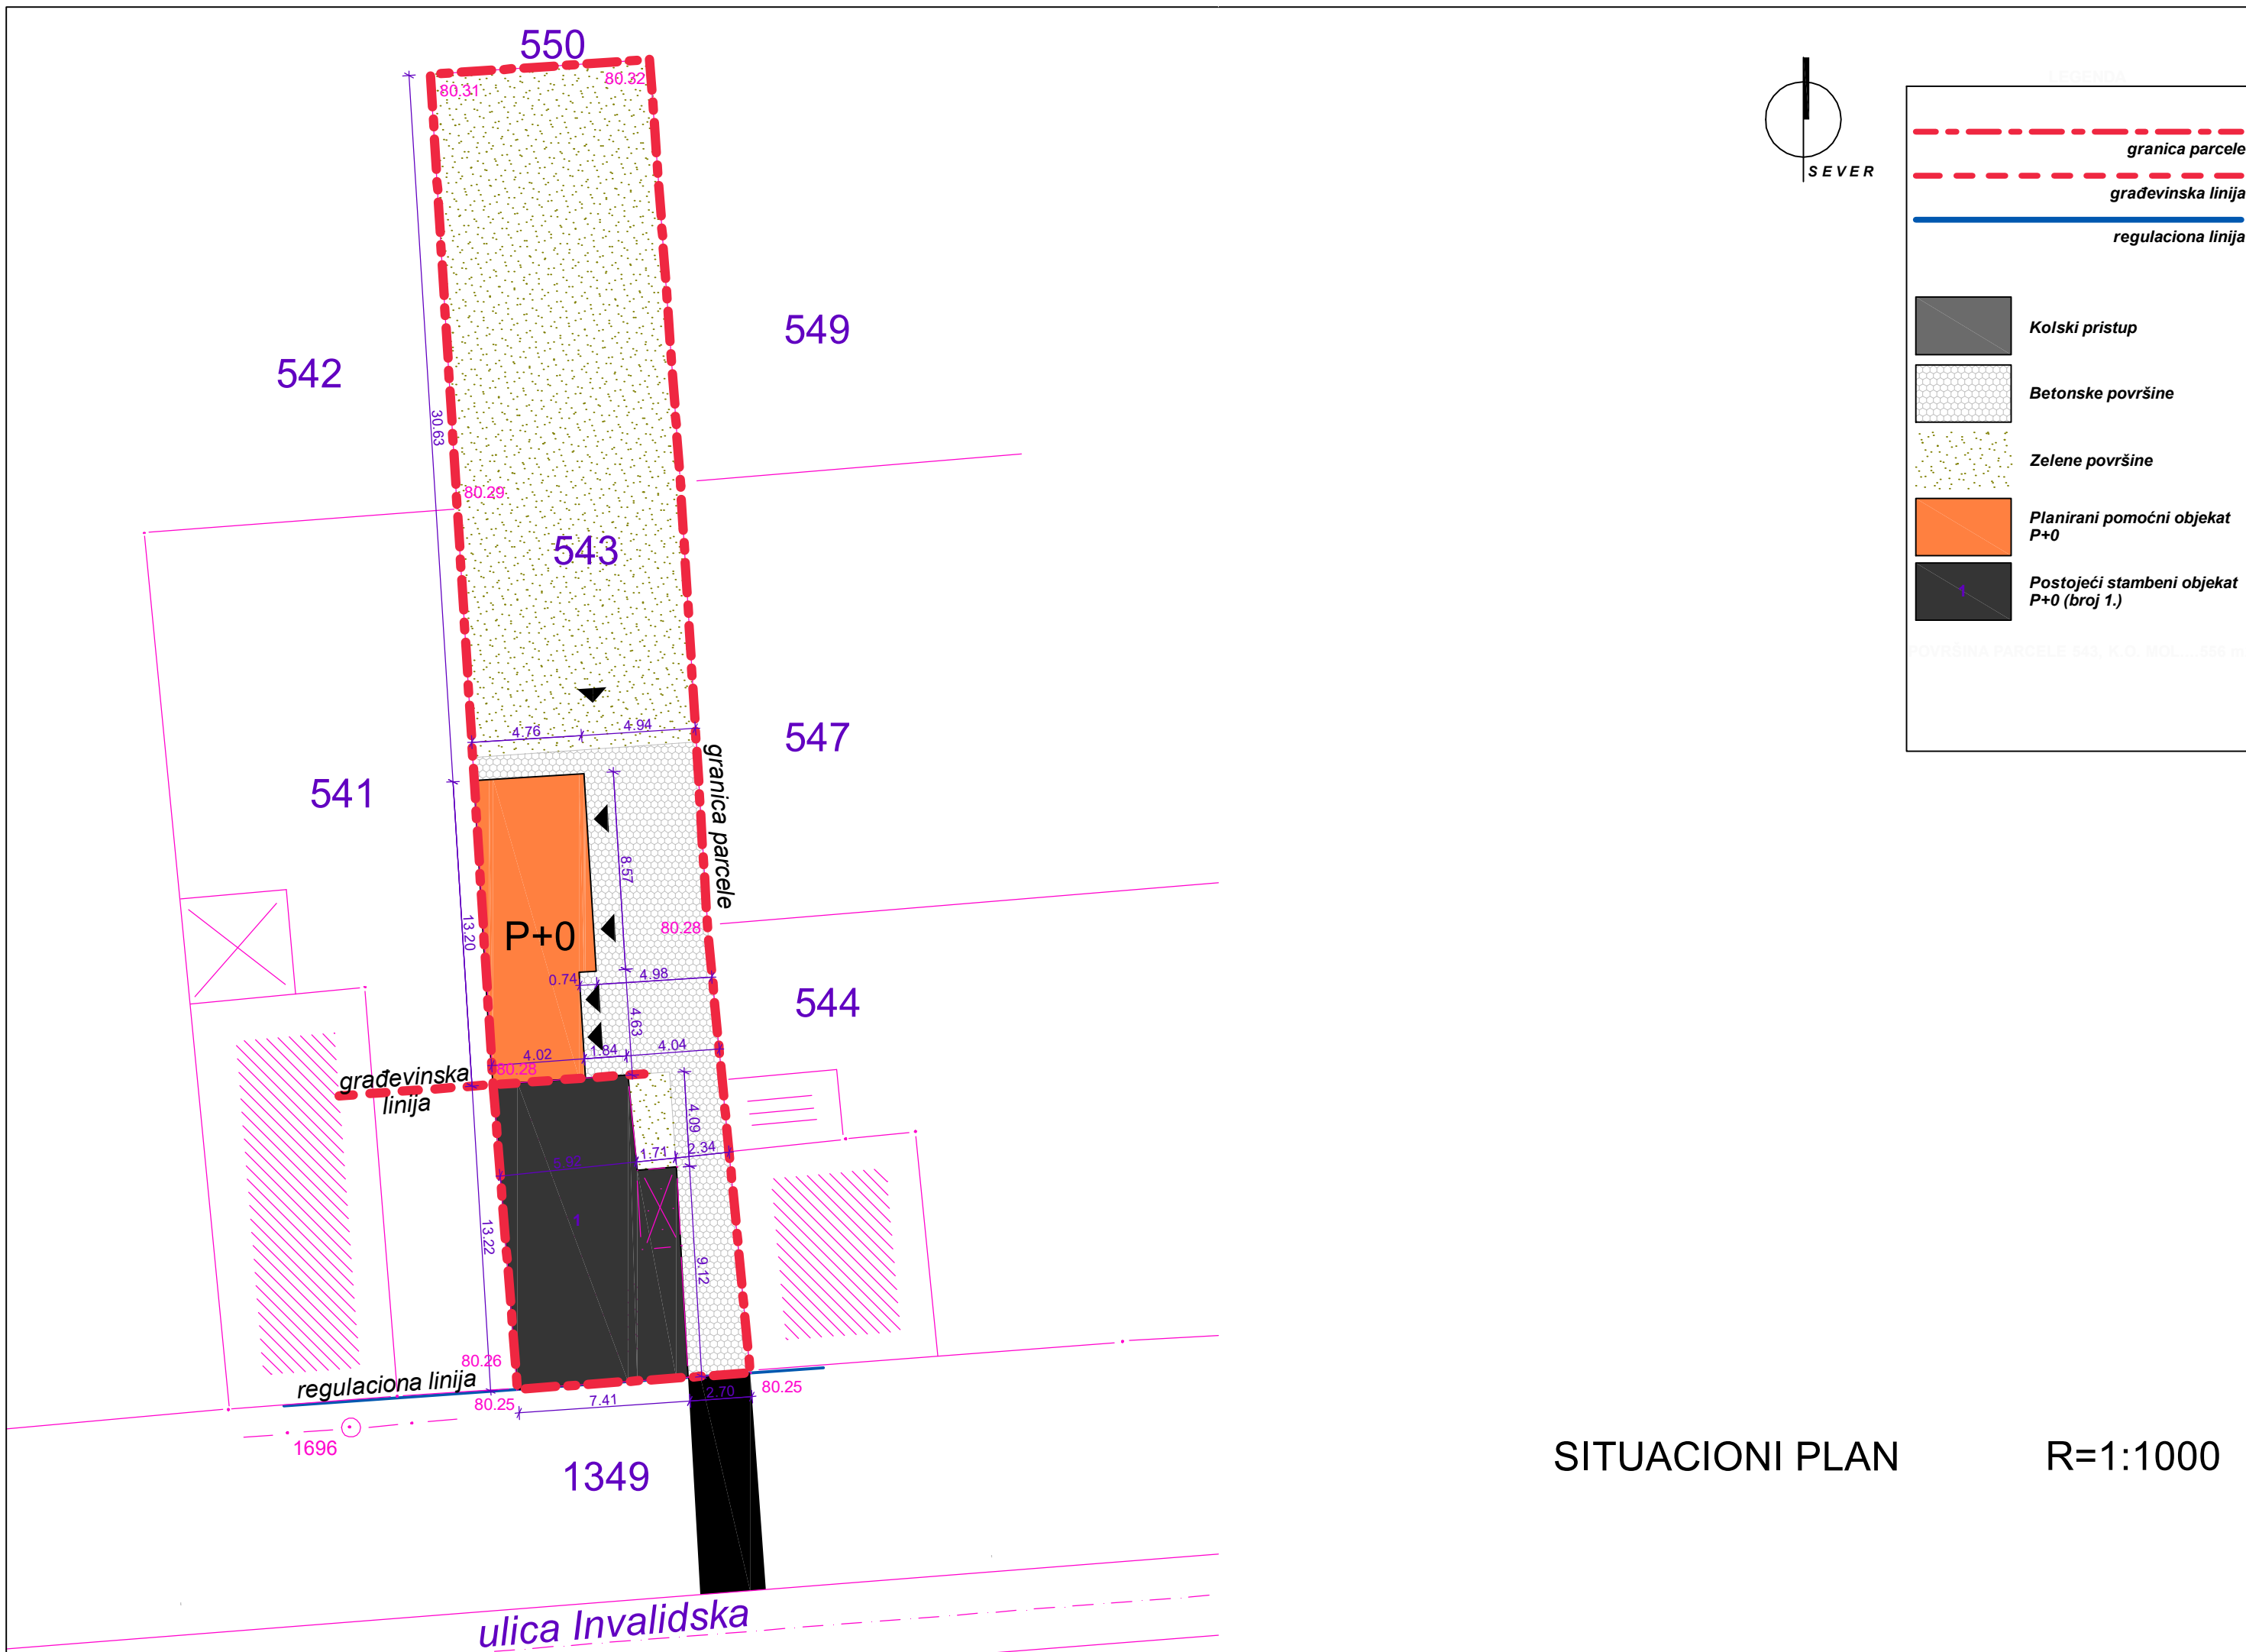 550
80.31
80.32
542
549
30.63
80.29
543
4.76
4.94
547
541
granica parcele
8.57
13.20
P+0
80.28
0.74
4.98
544
4.63
4.02
1.84
4.04
80.28
građevinska
linija
4.09
1.71
2.34
13.22
9.12
80.26
regulaciona linija
80.25
7.41
2.70
80.25
1696
1349
ulica Invalidska
SEVER
LEGENDA
granica parcele
građevinska linija
regulaciona linija
Kolski pristup
Betonske površine
Zelene površine
Planirani pomoćni objekat
P+0
Postojeći stambeni objekat
P+0 (broj 1.)
SITUACIONI PLAN R=1:1000